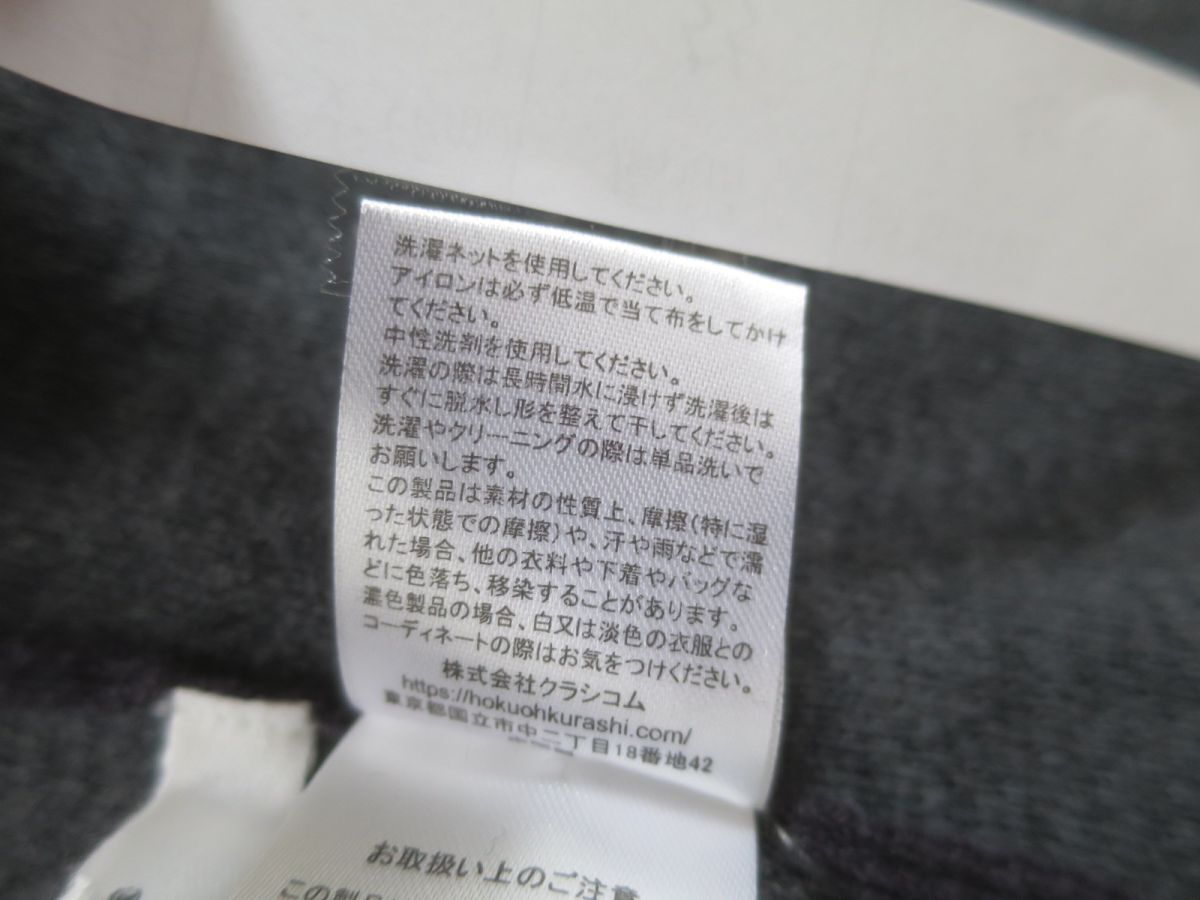 洗濯ネットを使用してください。
アイロンは必ず低温で当て布をしてかけ
てください。
中性洗剤を使用してください。
洗濯の際は長時間水に浸けず洗濯後は
すぐに脱水し形を整えて干してください。
洗濯やクリーニングの際は単品洗いで
お願いします。
この製品は素材の性質上、摩擦(特に湿
った状態での摩擦)や、汗や雨などで濡
れた場合、他の衣料や下着やバッグな
どに色落ち、移染することがあります。
濃色製品の場合、白又は淡色の衣服との
コーディネートの際はお気をつけください。
株式会社クラシコム
https://hokuohkurashi.com/
東京都国立市中二丁目18番地42
お取扱い上のご注意
この製品